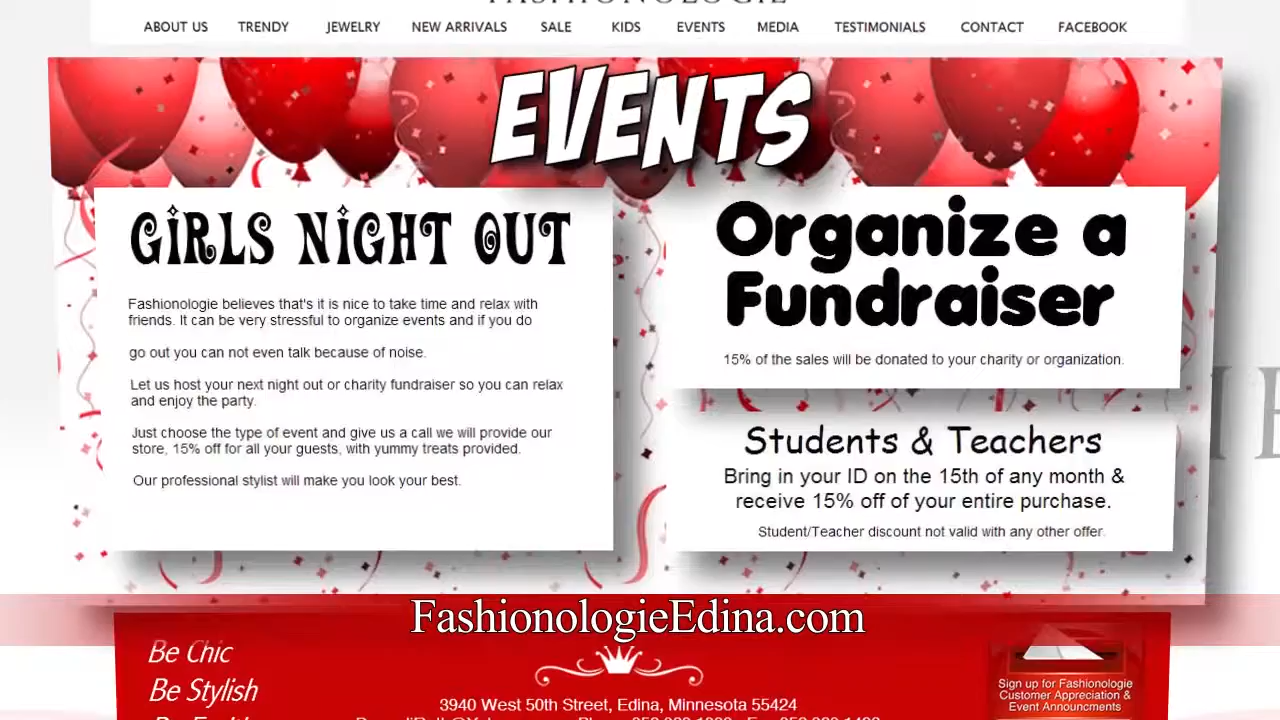 FASHIONOLOGIE
ABOUT US TRENDY JEWELRY NEW ARRIVALS SALE KIDS EVENTS MEDIA TESTIMONIALS CONTACT FACEBOOK
EVENTS
GIRLS NIGHT OUT
Fashionologie believes that's it is nice to take time and relax with
friends. It can be very stressful to organize events and if you do
go out you can not even talk because of noise.
Let us host your next night out or charity fundraiser so you can relax
and enjoy the party.
Just choose the type of event and give us a call we will provide our
store, 15% off for all your guests, with yummy treats provided.
Our professional stylist will make you look your best.
Organize a
Fundraiser
15% of the sales will be donated to your charity or organization.
Students & Teachers
Bring in your ID on the 15th of any month &
receive 15% off of your entire purchase.
Student/Teacher discount not valid with any other offer.
FashionologieEdina.com
Be Chic
Be Stylish
3940 West 50th Street, Edina, Minnesota 55424
Sign up for Fashionologie
Customer Appreciation &
Event Announcments